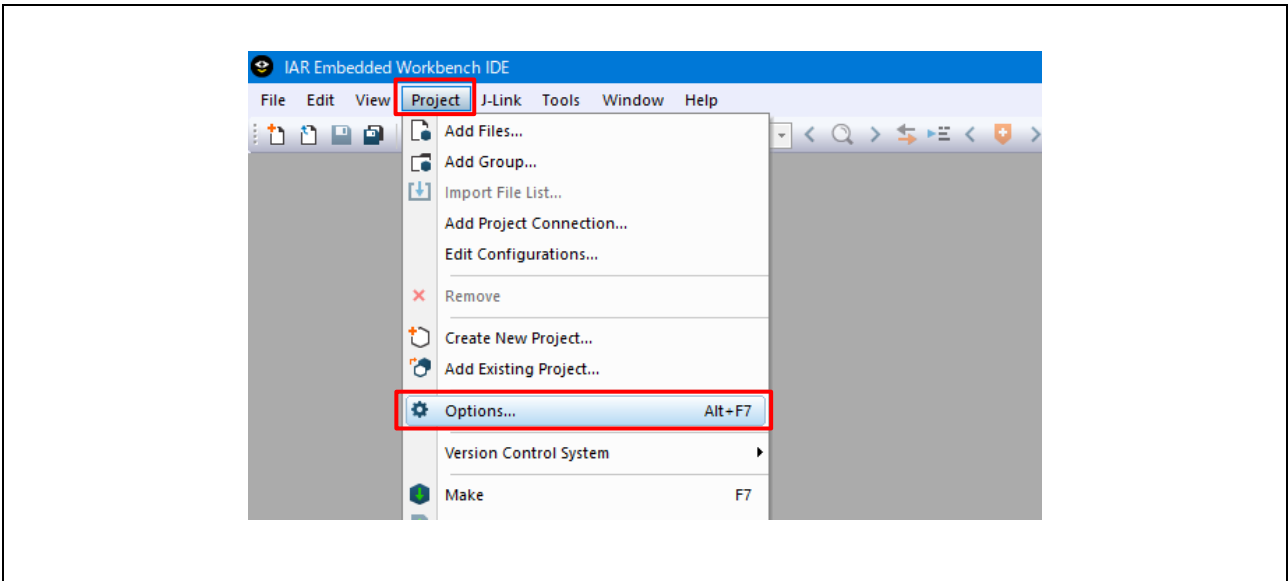 IAR Embedded Workbench IDE
File Edit View Project J-Link Tools Window Help
Add Files...
Add Group...
Import File List...
Add Project Connection...
Edit Configurations...
Remove
Create New Project...
Add Existing Project...
Options... Alt+F7
Version Control System
Make F7